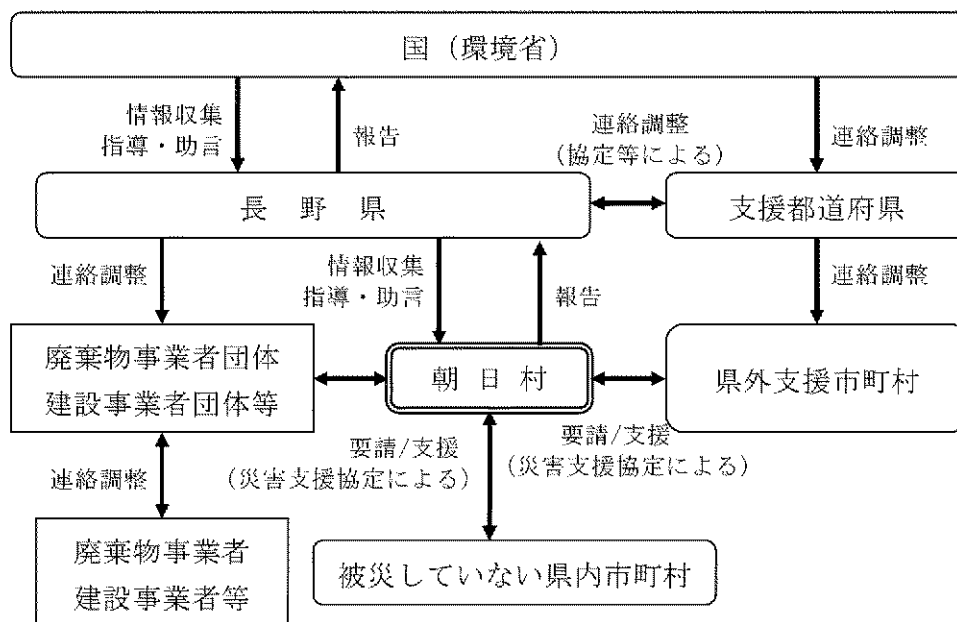 国（環境省）
情報収集
指導・助言
報告
連絡調整
（協定等による）
連絡調整
長　野　県
支援都道府県
連絡調整
情報収集
指導・助言
報告
連絡調整
廃棄物事業者団体
建設事業者団体等
朝 日 村
県外支援市町村
要請/支援
（災害支援協定による）
要請/支援
（災害支援協定による）
連絡調整
廃棄物事業者
建設事業者等
被災していない県内市町村